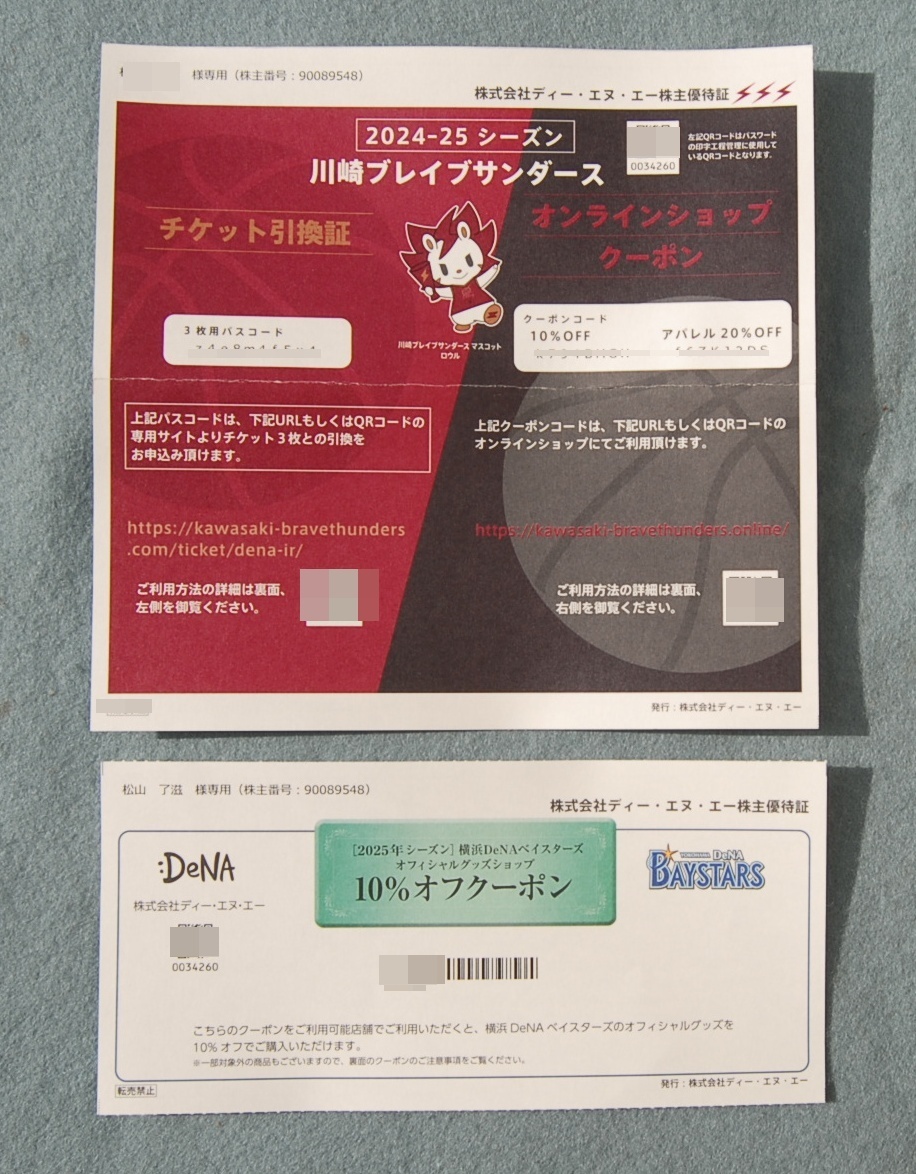 様専用（株主番号：90089548）
株式会社ディー・エヌ・エー株主優待証
2024-25 シーズン
川崎ブレイブサンダース
0034260
左記QRコードはパスワード
の印字工程管理に使用して
いるQRコードとなります。
チケット引換証
オンラインショップ
クーポン
3枚用パスコード
クーポンコード
10%OFF
アパレル20%OFF
川崎ブレイブサンダース マスコット
ロウル
上記パスコードは、下記URLもしくはQRコードの
専用サイトよりチケット3枚との引換を
お申込み頂けます。
上記クーポンコードは、下記URLもしくはQRコードの
オンラインショップにてご利用頂けます。
https://kawasaki-bravethunders
.com/ticket/dena-ir/
https://kawasaki-bravethunders.online/
ご利用方法の詳細は裏面、
左側を御覧ください。
ご利用方法の詳細は裏面、
右側を御覧ください。
発行：株式会社ディー・エヌ・エー
松山 了滋 様専用（株主番号：90089548）
株式会社ディー・エヌ・エー株主優待証
:DeNA
株式会社ディー・エヌ・エー
0034260
［2025年シーズン］横浜DeNAベイスターズ
オフィシャルグッズショップ
10%オフクーポン
YOKOHAMA DeNA
BAYSTARS
こちらのクーポンをご利用可能店舗でご利用いただくと、横浜 DeNA ベイスターズのオフィシャルグッズを
10% オフでご購入いただけます。
※一部対象外の商品もございますので、裏面のクーポンのご注意事項をご覧ください。
転売禁止
発行：株式会社ディー・エヌ・エー